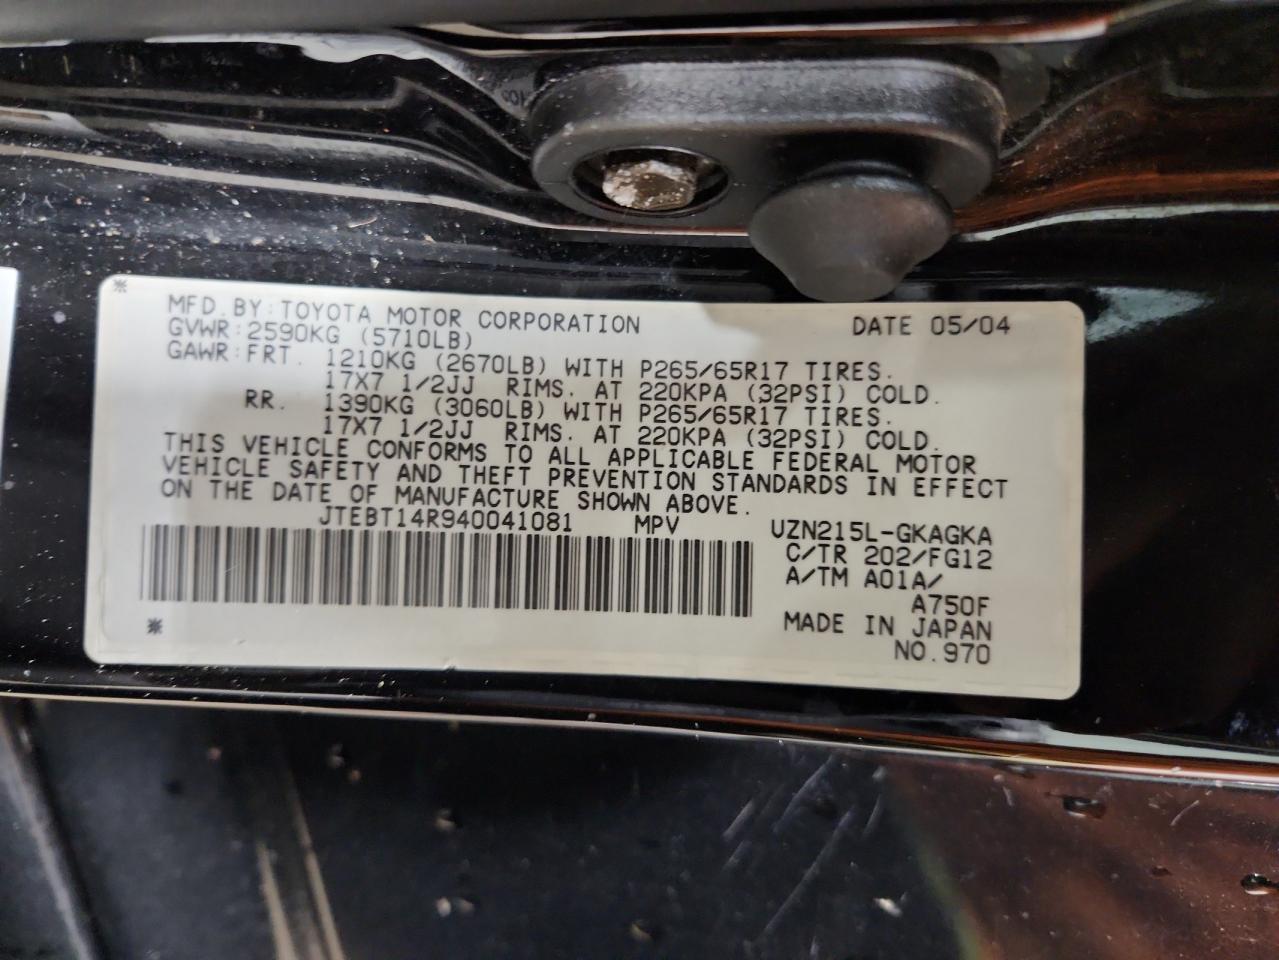 MFD. BY: TOYOTA MOTOR CORPORATION DATE 05/04
GVWR: 2590KG (5710LB)
GAWR: FRT. 1210KG (2670LB) WITH P265/65R17 TIRES.
17X7 1/2JJ RIMS. AT 220KPA (32PSI) COLD.
RR. 1390KG (3060LB) WITH P265/65R17 TIRES.
17X7 1/2JJ RIMS. AT 220KPA (32PSI) COLD.
THIS VEHICLE CONFORMS TO ALL APPLICABLE FEDERAL MOTOR
VEHICLE SAFETY AND THEFT PREVENTION STANDARDS IN EFFECT
ON THE DATE OF MANUFACTURE SHOWN ABOVE.
JTEBT14R940041081 MPV UZN215L-GKAGKA
C/TR 202/FG12
A/TM A01A/
A750F
MADE IN JAPAN
NO. 970